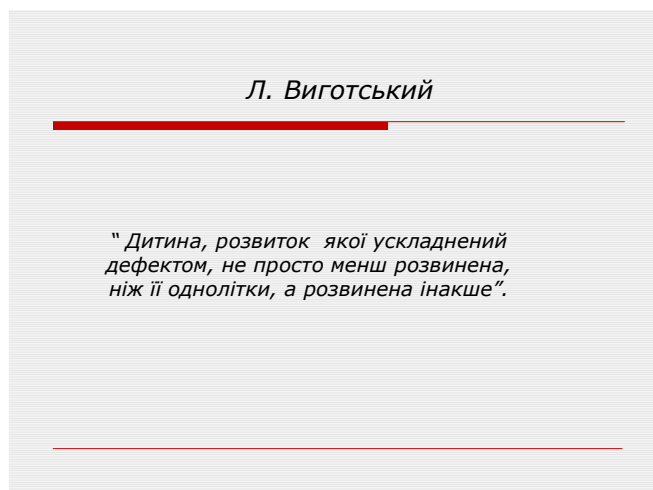 Л. Виготський
“ Дитина, розвиток  якої ускладнений
дефектом, не просто менш розвинена,
ніж її однолітки, а розвинена інакше”.